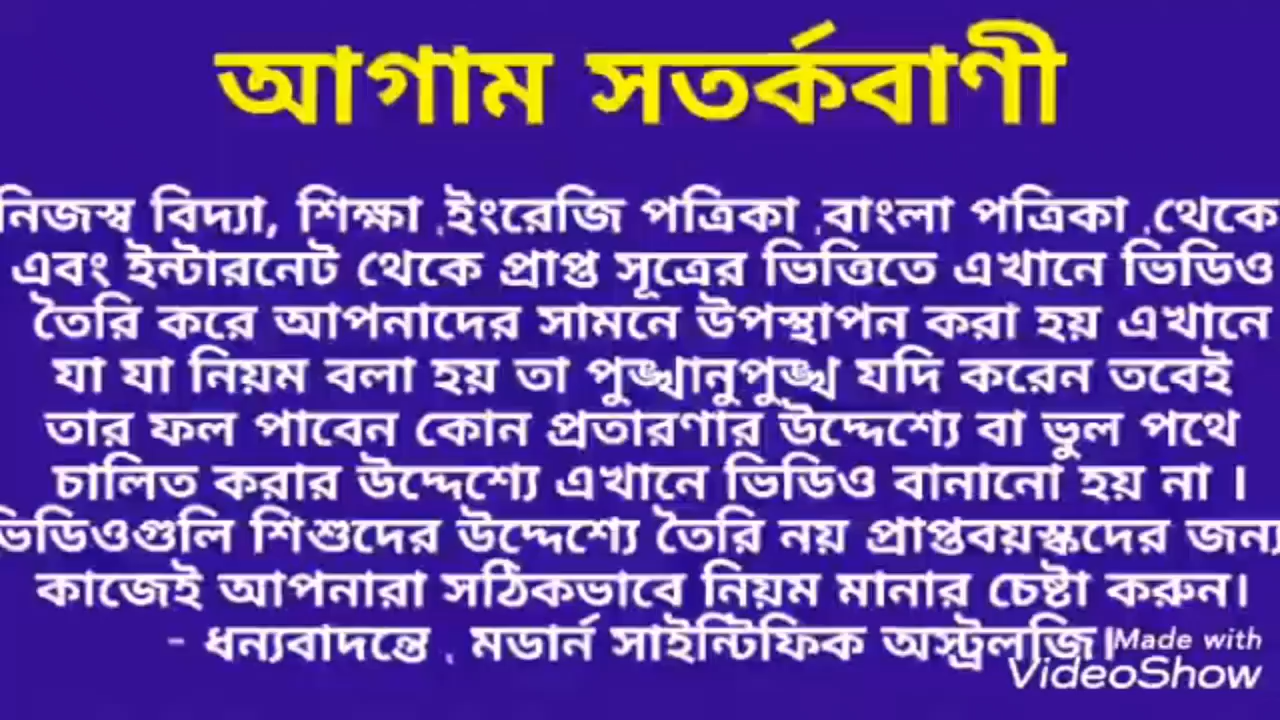 আগাম সতর্কবাণী
নিজস্ব বিদ্যা, শিক্ষা ,ইংরেজি পত্রিকা ,বাংলা পত্রিকা ,থেকে
এবং ইন্টারনেট থেকে প্রাপ্ত সূত্রের ভিত্তিতে এখানে ভিডিও
তৈরি করে আপনাদের সামনে উপস্থাপন করা হয় এখানে
যা যা নিয়ম বলা হয় তা পুঙ্খানুপুঙ্খ যদি করেন তবেই
তার ফল পাবেন কোন প্রতারণার উদ্দেশ্যে বা ভুল পথে
চালিত করার উদ্দেশ্যে এখানে ভিডিও বানানো হয় না ।
ভিডিওগুলি শিশুদের উদ্দেশ্যে তৈরি নয় প্রাপ্তবয়স্কদের জন্য
কাজেই আপনারা সঠিকভাবে নিয়ম মানার চেষ্টা করুন।
- ধন্যবাদন্তে , মডার্ন সাইন্টিফিক অস্ট্রলজি।
Made with
VideoShow